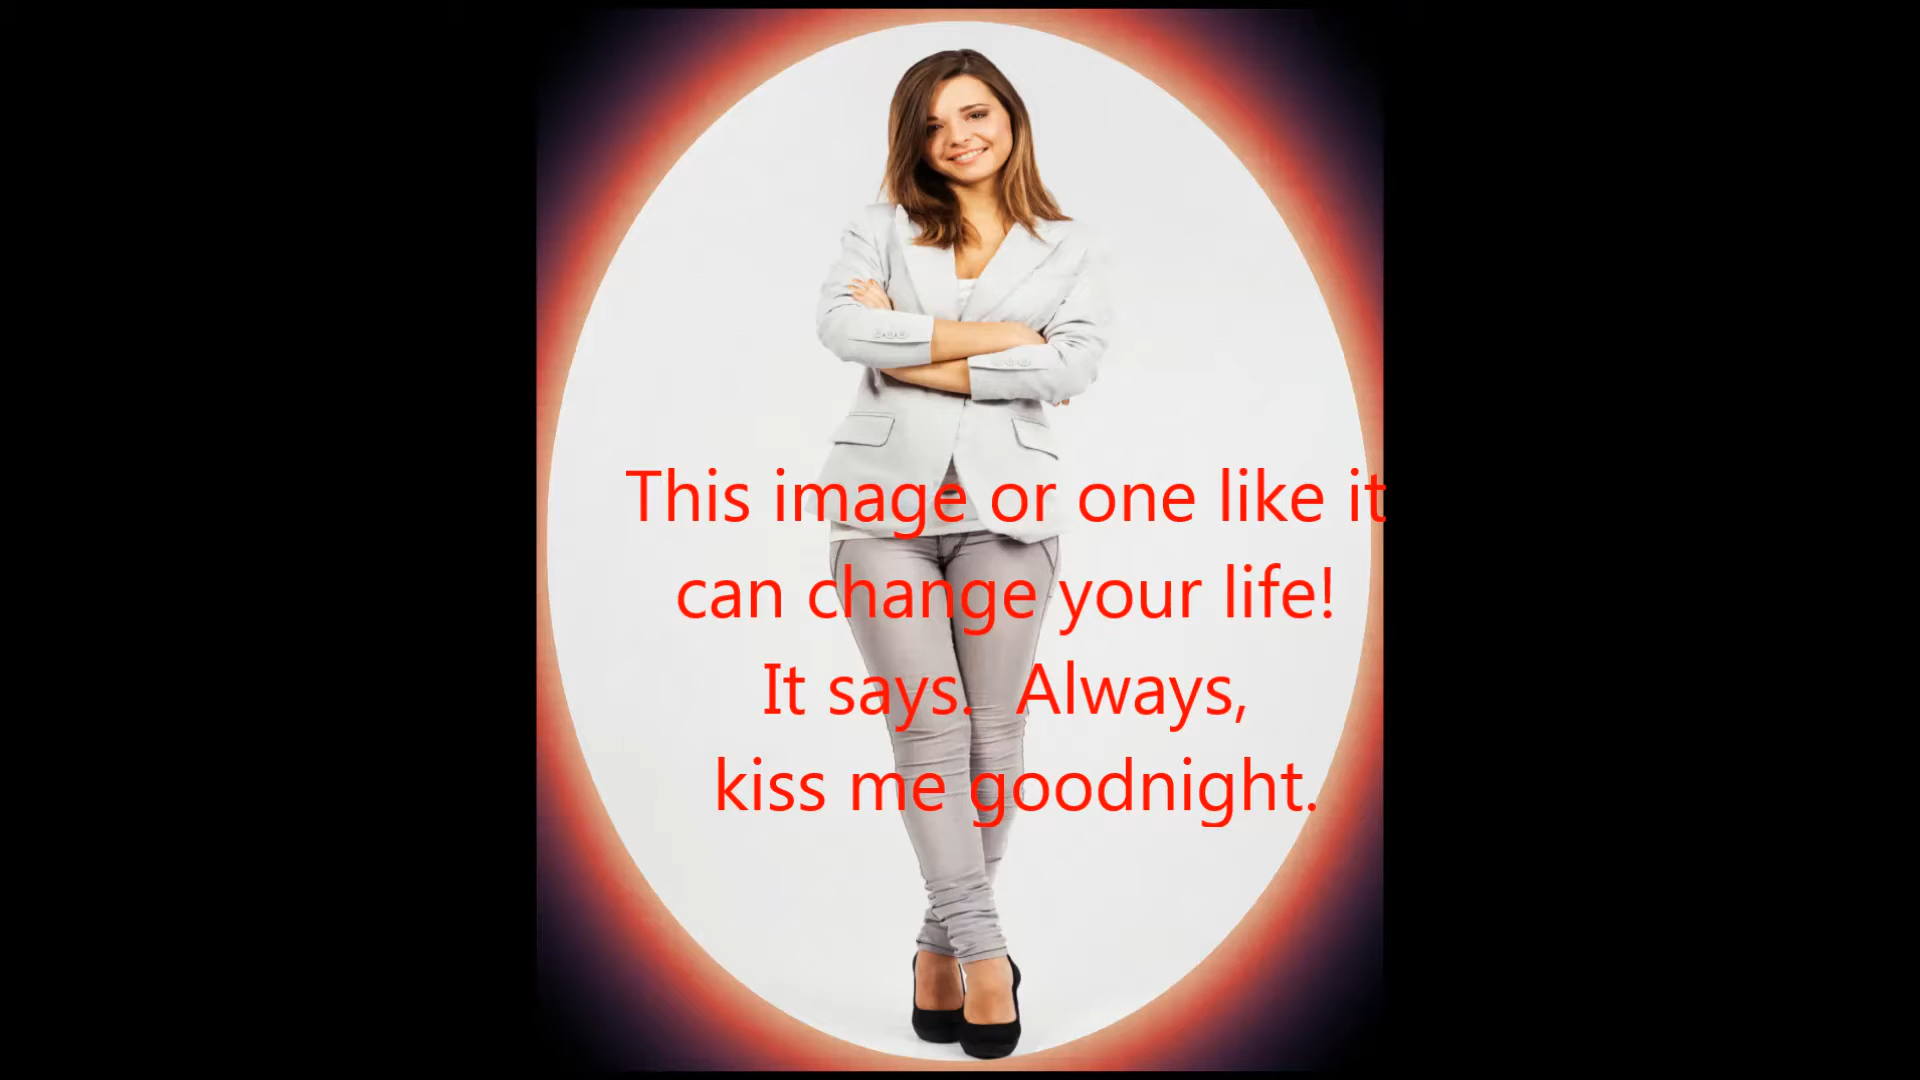 This image or one like it
can change your life!
It says.  Always,
kiss me goodnight.